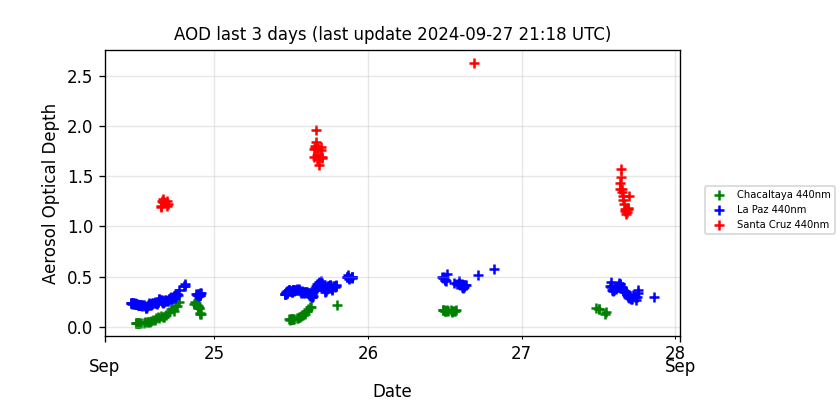 AOD last 3 days (last update 2024-09-27 21:18 UTC)
Aerosol Optical Depth
2.5
2.0
1.5
1.0
0.5
0.0
25
26
27
28
Sep
Sep
Date
Chacaltaya 440nm
La Paz 440nm
Santa Cruz 440nm